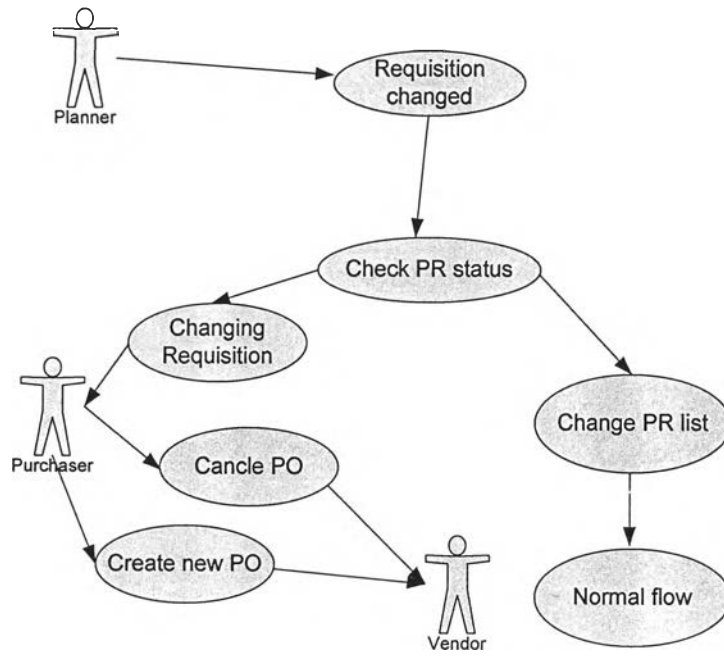 Requisition
changed
Planner
Check PR status
Changing
Requisition
Purchaser
Change PR list
Cancle PO
Create new PO
Vendor
Normal flow